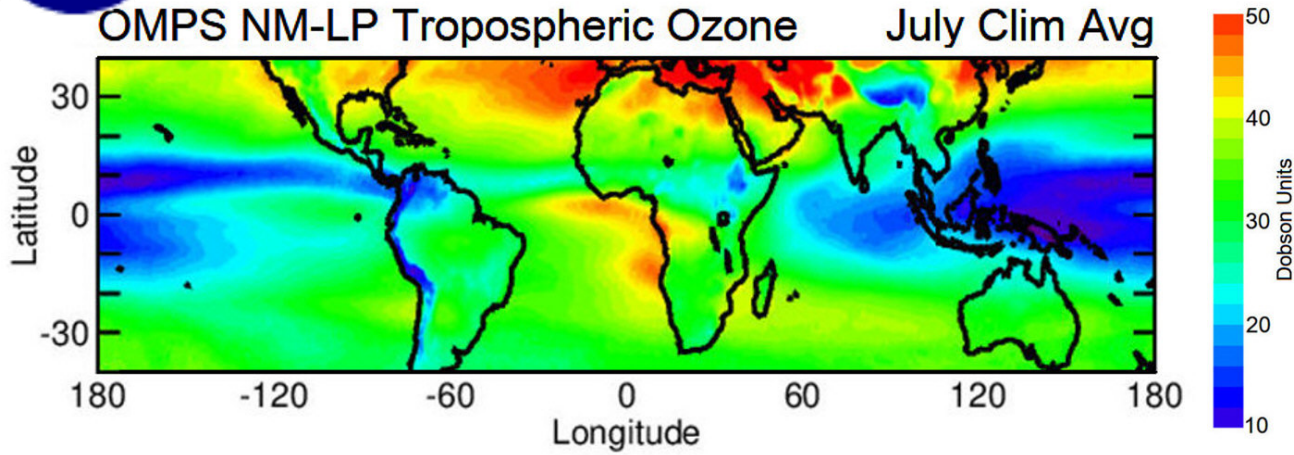 OMPS NM-LP Tropospheric Ozone July Clim Avg
50
40
30
20
10
Dobson Units
Latitude
30
0
-30
180 -120 -60 0 60 120 180
Longitude